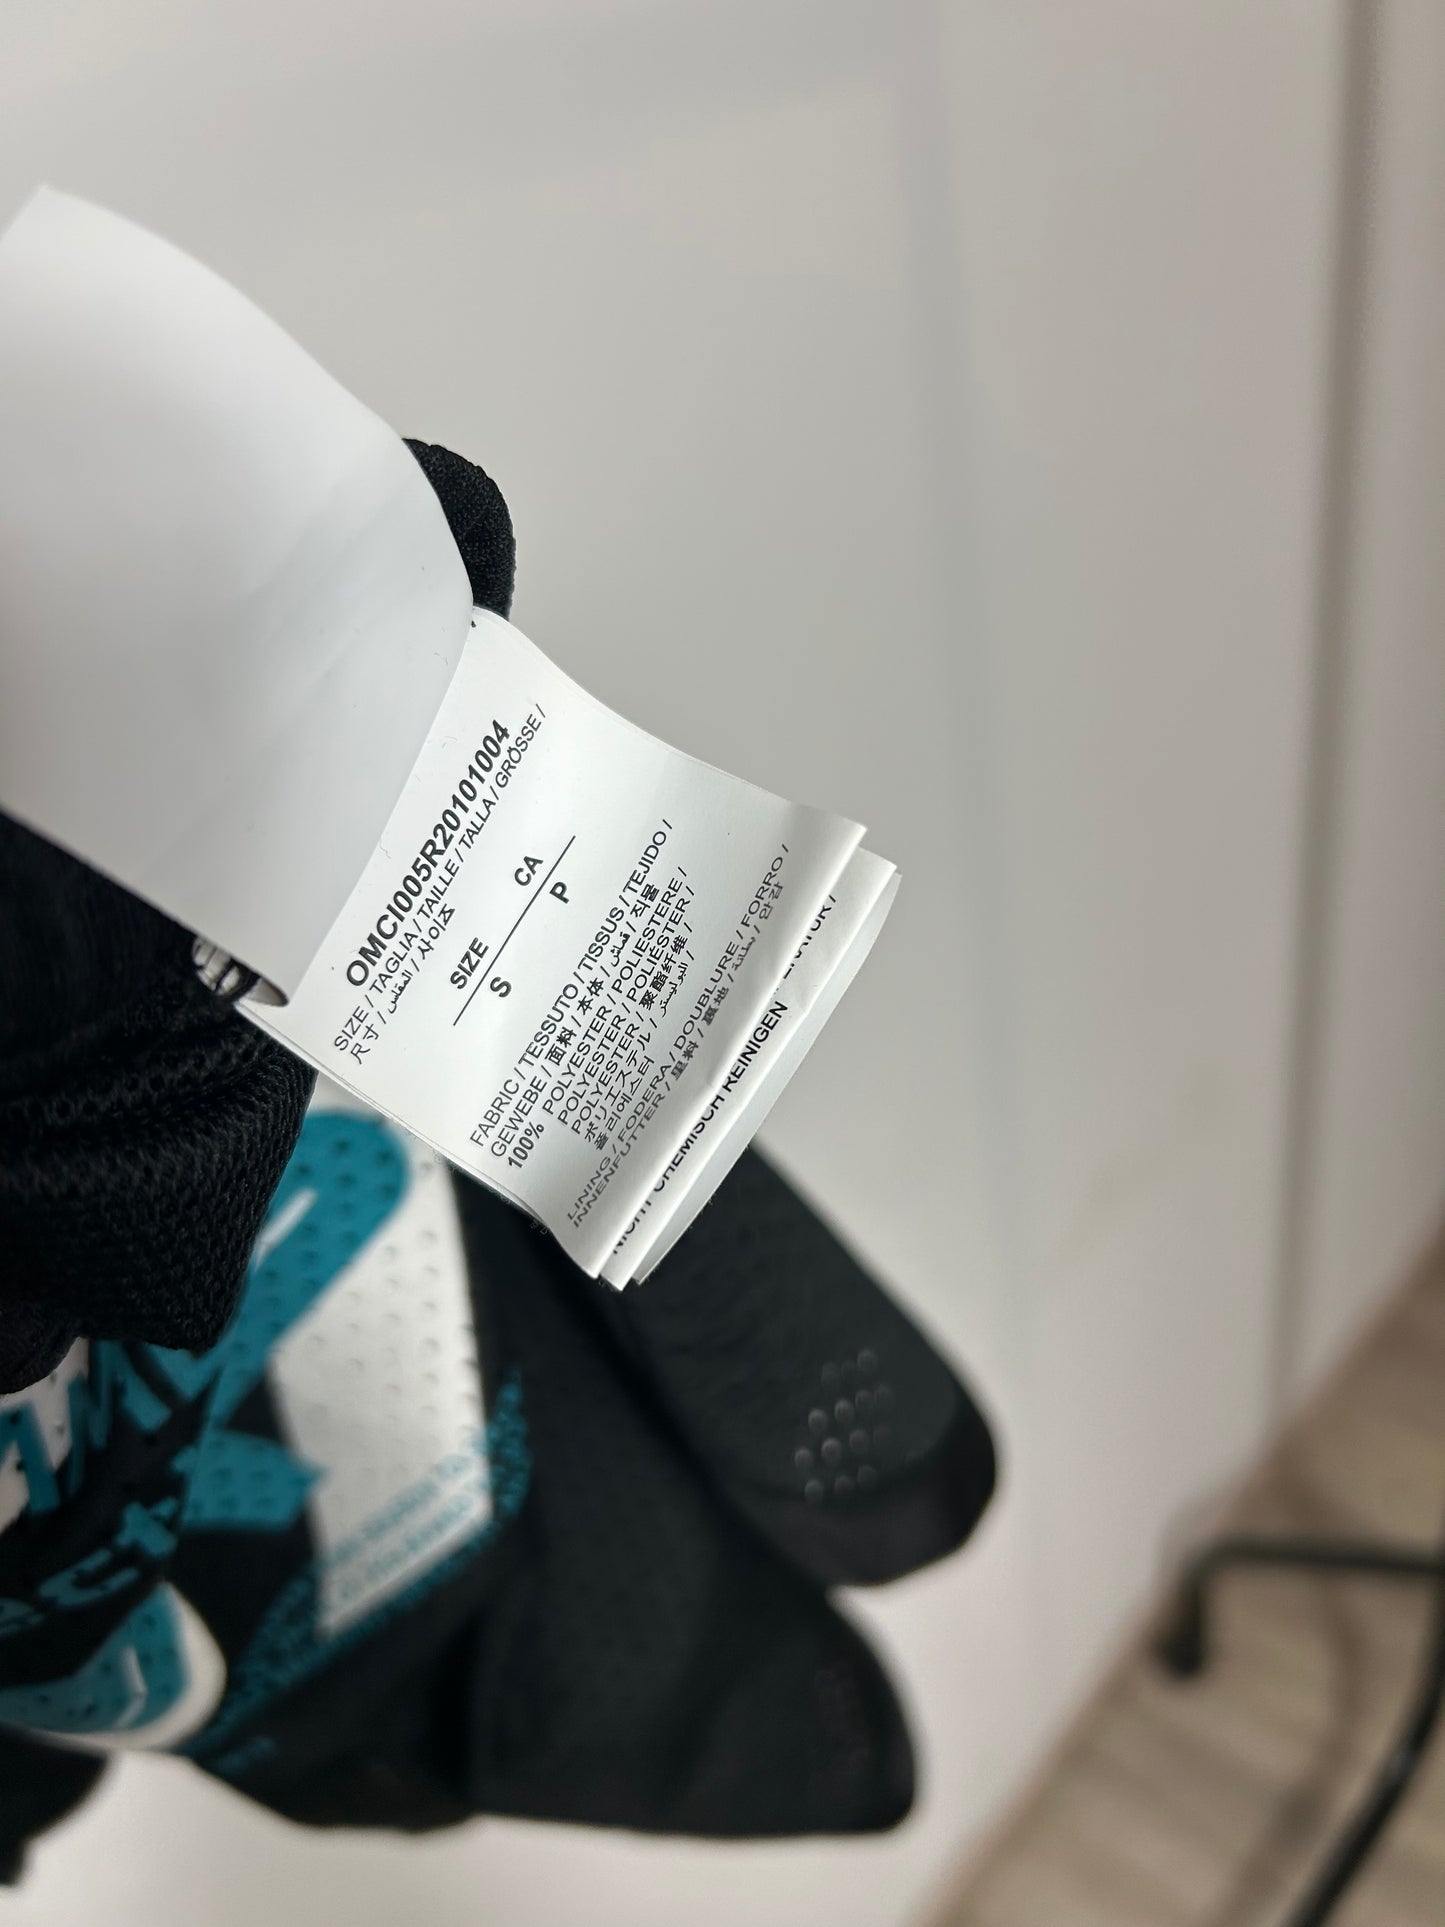 OMCI005R20101004
SIZE / TAGLIA / TAILLE / TALLA / GRÖSSE /
尺寸 / المقاس / 사이즈
SIZE CA
S P
FABRIC / TESSUTO / TISSUS / TEJIDO /
GEWEBE / 面料 / 本体 / قماش / 직물
100% POLYESTER / POLIESTERE /
POLYESTER / POLIÉSTER /
POLYESTER / 聚酯纤维 /
ポリエステル / البوليستر /
폴리에스터
LINING / FODERA / DOUBLURE / FORRO /
INNENFUTTER / 里料 / 裏地 / بطانة / 안감
NICHT CHEMISCH REINIGEN